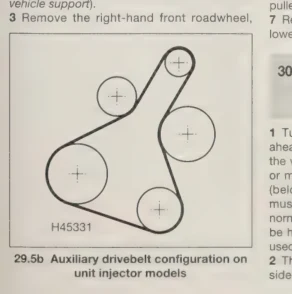 vehicle support).
3 Remove the right-hand front roadwheel,
H45331
29.5b Auxiliary drivebelt configuration on
unit injector models
pulle
7 Re
lowe
30
1 Tu
ahea
the v
or m
(belo
mus
norm
be h
used
2 Th
side